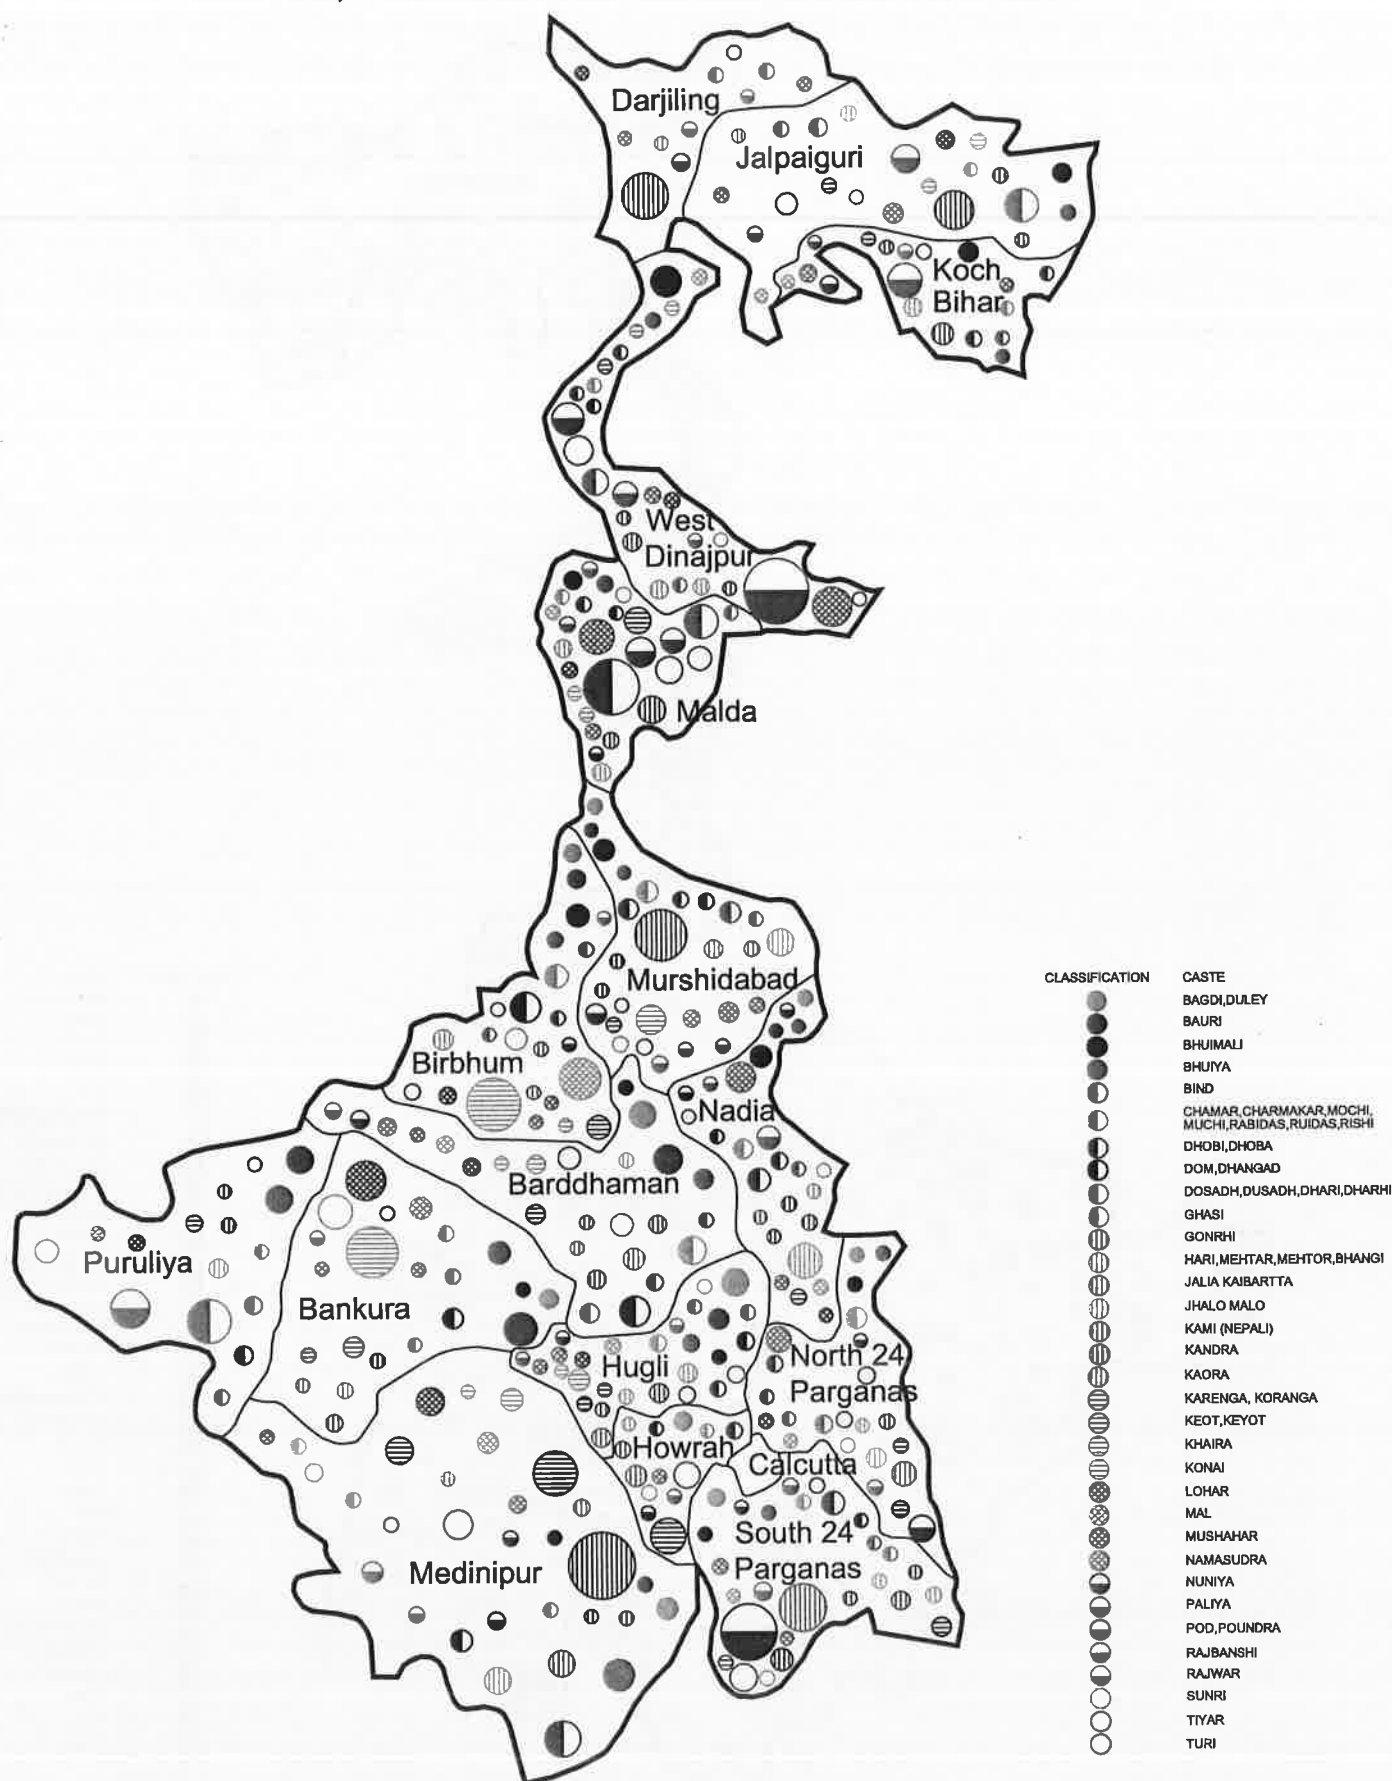 Darjiling
Jalpaiguri
Koch
Bihar
West
Dinajpur
Malda
Murshidabad
Birbhum
Nadia
Barddhaman
Puruliya
Bankura
Hugli
North 24
Parganas
Howrah
Calcutta
South 24
Parganas
Medinipur
CLASSIFICATION CASTE
BAGDI,DULEY
BAURI
BHUIMALI
BHUIYA
BIND
CHAMAR,CHARMAKAR,MOCHI,
MUCHI,RABIDAS,RUIDAS,RISHI
DHOBI,DHOBA
DOM,DHANGAD
DOSADH,DUSADH,DHARI,DHARHI
GHASI
GONRHI
HARI,MEHTAR,MEHTOR,BHANGI
JALIA KAIBARTTA
JHALO MALO
KAMI (NEPALI)
KANDRA
KAORA
KARENGA, KORANGA
KEOT,KEYOT
KHAIRA
KONAI
LOHAR
MAL
MUSHAHAR
NAMASUDRA
NUNIYA
PALIYA
POD,POUNDRA
RAJBANSHI
RAJWAR
SUNRI
TIYAR
TURI